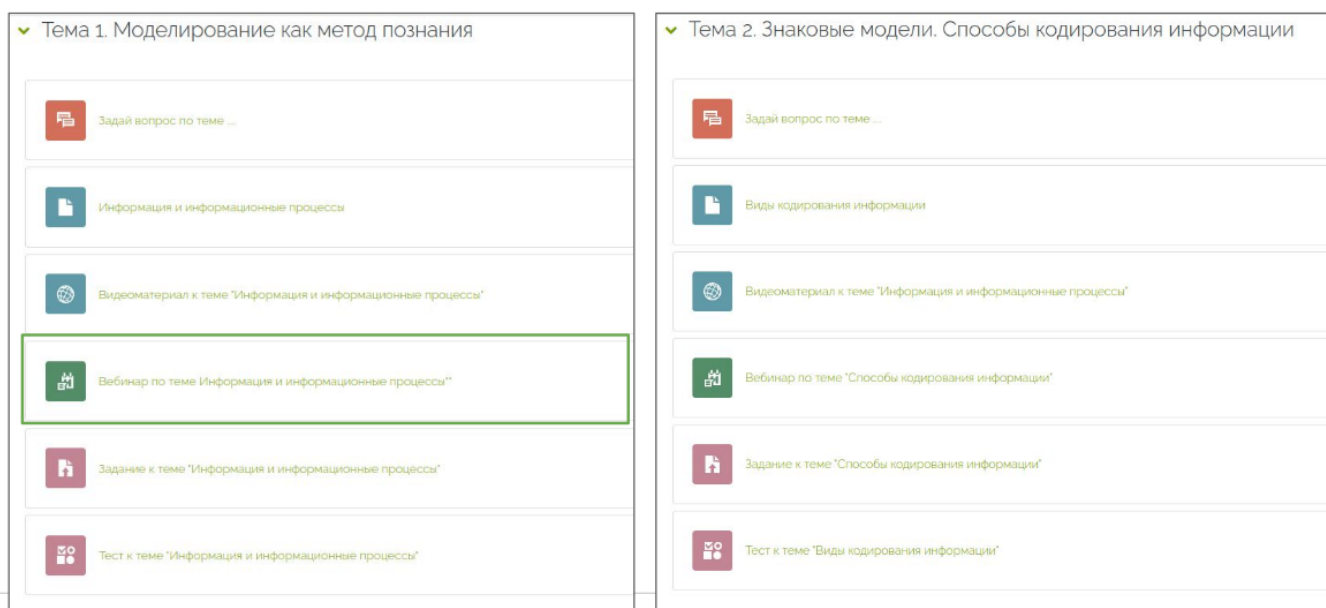 Тема 1. Моделирование как метод познания
Задай вопрос по теме ...
Информация и информационные процессы
Видеоматериал к теме "Информация и информационные процессы"
Вебинар по теме Информация и информационные процессы""
Задание к теме "Информация и информационные процессы"
Тест к теме "Информация и информационные процессы"
Тема 2. Знаковые модели. Способы кодирования информации
Задай вопрос по теме ...
Виды кодирования информации
Видеоматериал к теме "Информация и информационные процессы"
Вебинар по теме "Способы кодирования информации"
Задание к теме "Способы кодирования информации"
Тест к теме "Виды кодирования информации"